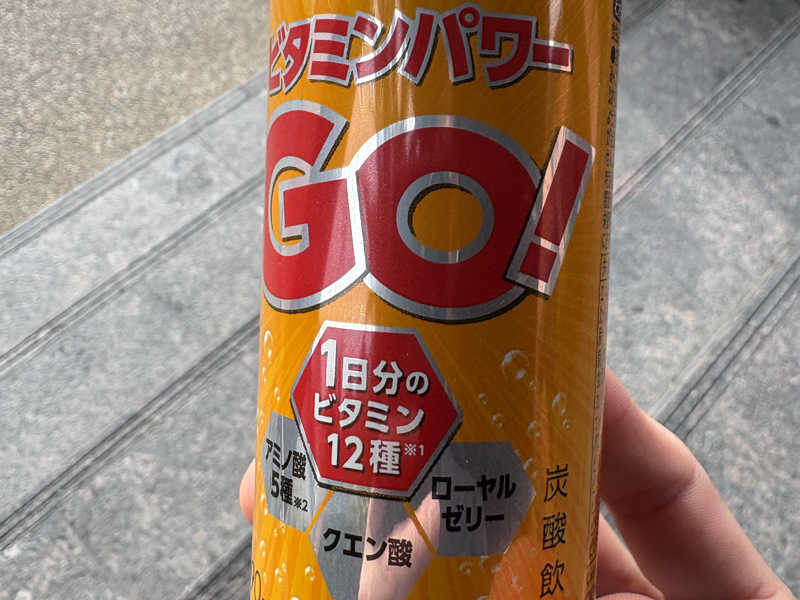 ビタミンパワー
GO!
1日分の
ビタミン
12種※1
アミノ酸
5種※2
クエン酸
ローヤル
ゼリー
炭酸飲